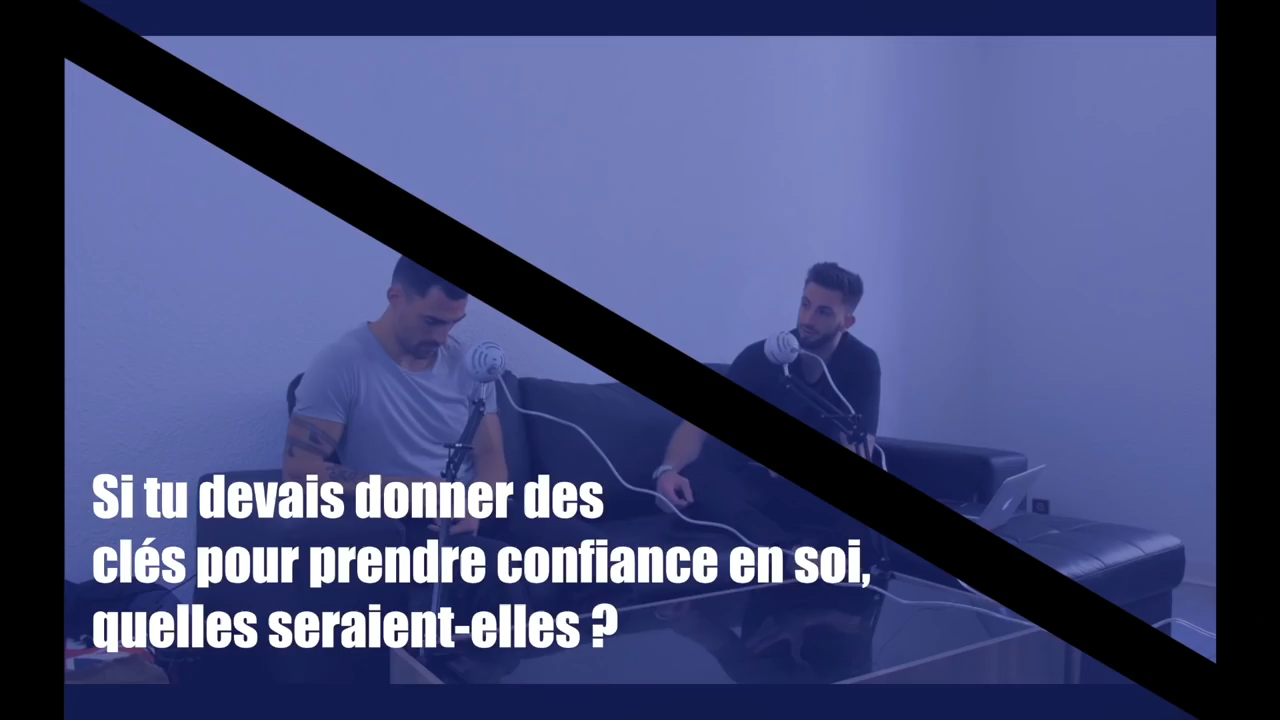 Si tu devais donner des
clés pour prendre confiance en soi,
quelles seraient-elles ?